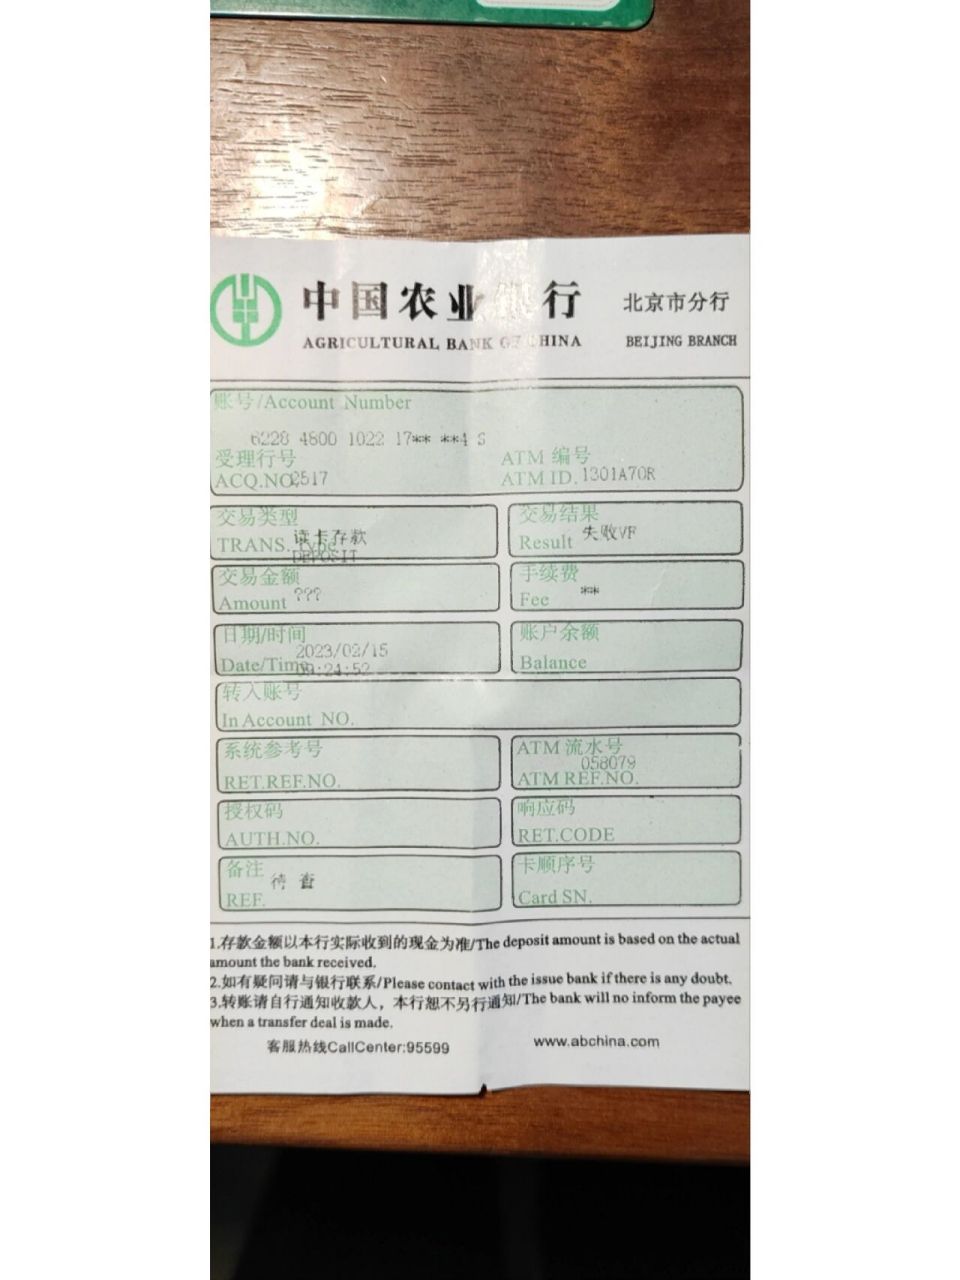 中国农业银行
北京市分行
AGRICULTURAL BANK OF CHINA
BEIJING BRANCH
账号/Account Number
6228 4800 1022 17** **4 S
受理行号
ATM 编号
ACQ.NO. 2517
ATM ID. 1301A70R
交易类型
读卡存款
交易结果
失败VF
TRANS. Type
DEPOSIT
Result
交易金额
???
手续费
**
Amount
Fee
日期/时间
2023/02/15
账户余额
Date/Time
09:24:52
Balance
转入账号
In Account NO.
系统参考号
ATM 流水号
058079
RET.REF.NO.
ATM REF.NO.
授权码
响应码
AUTH.NO.
RET.CODE
备注
待 查
卡顺序号
REF.
Card SN.
1.存款金额以本行实际收到的现金为准/The deposit amount is based on the actual
amount the bank received.
2.如有疑问请与银行联系/Please contact with the issue bank if there is any doubt.
3.转账请自行通知收款人，本行恕不另行通知/The bank will no inform the payee
when a transfer deal is made.
客服热线CallCenter:95599
www.abchina.com